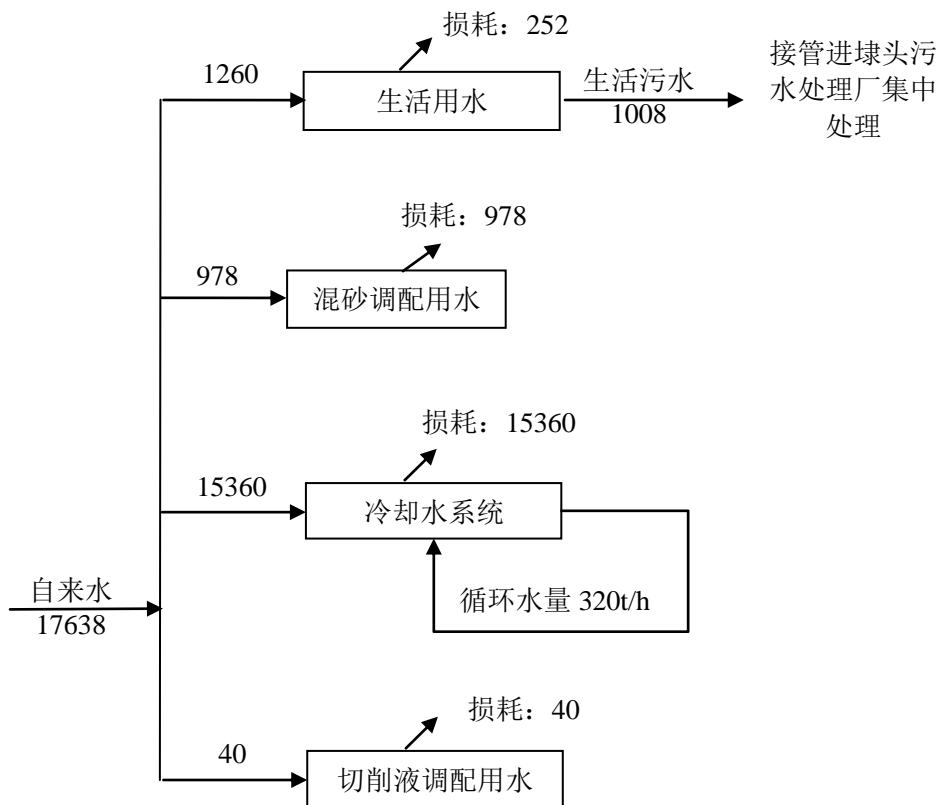 损耗：252
1260
生活用水
生活污水
1008
接管进埭头污
水处理厂集中
处理
损耗：978
978
混砂调配用水
损耗：15360
15360
冷却水系统
循环水量 320t/h
自来水
17638
损耗：40
40
切削液调配用水